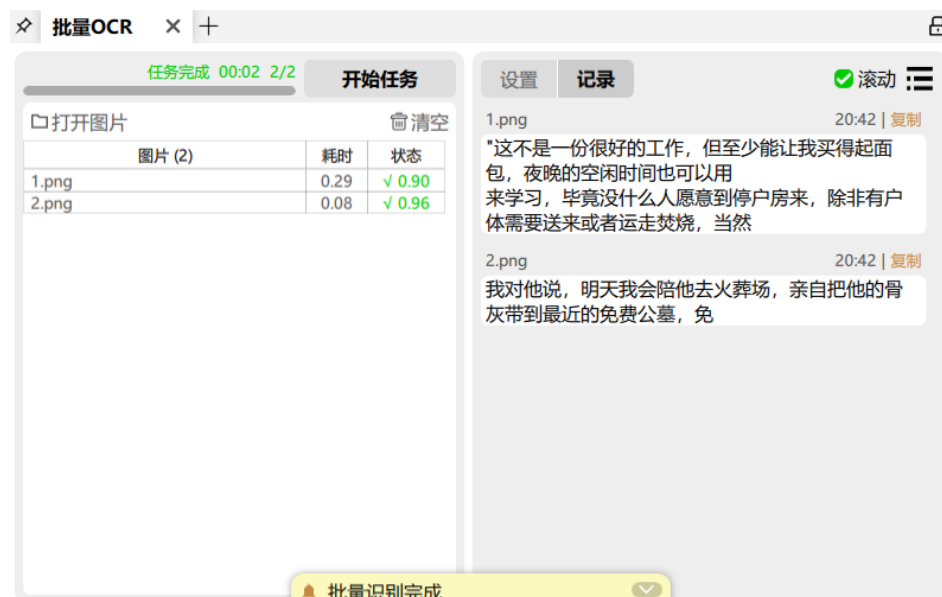 批量OCR
任务完成 00:02 2/2
开始任务
打开图片
清空
图片 (2) 耗时 状态
1.png 0.29 √ 0.90
2.png 0.08 √ 0.96
设置 记录
滚动
1.png 20:42 | 复制
"这不是一份很好的工作，但至少能让我买得起面
包，夜晚的空闲时间也可以用
来学习，毕竟没什么人愿意到停户房来，除非有户
体需要送来或者运走焚烧，当然
2.png 20:42 | 复制
我对他说，明天我会陪他去火葬场，亲自把他的骨
灰带到最近的免费公墓，免
批量识别完成